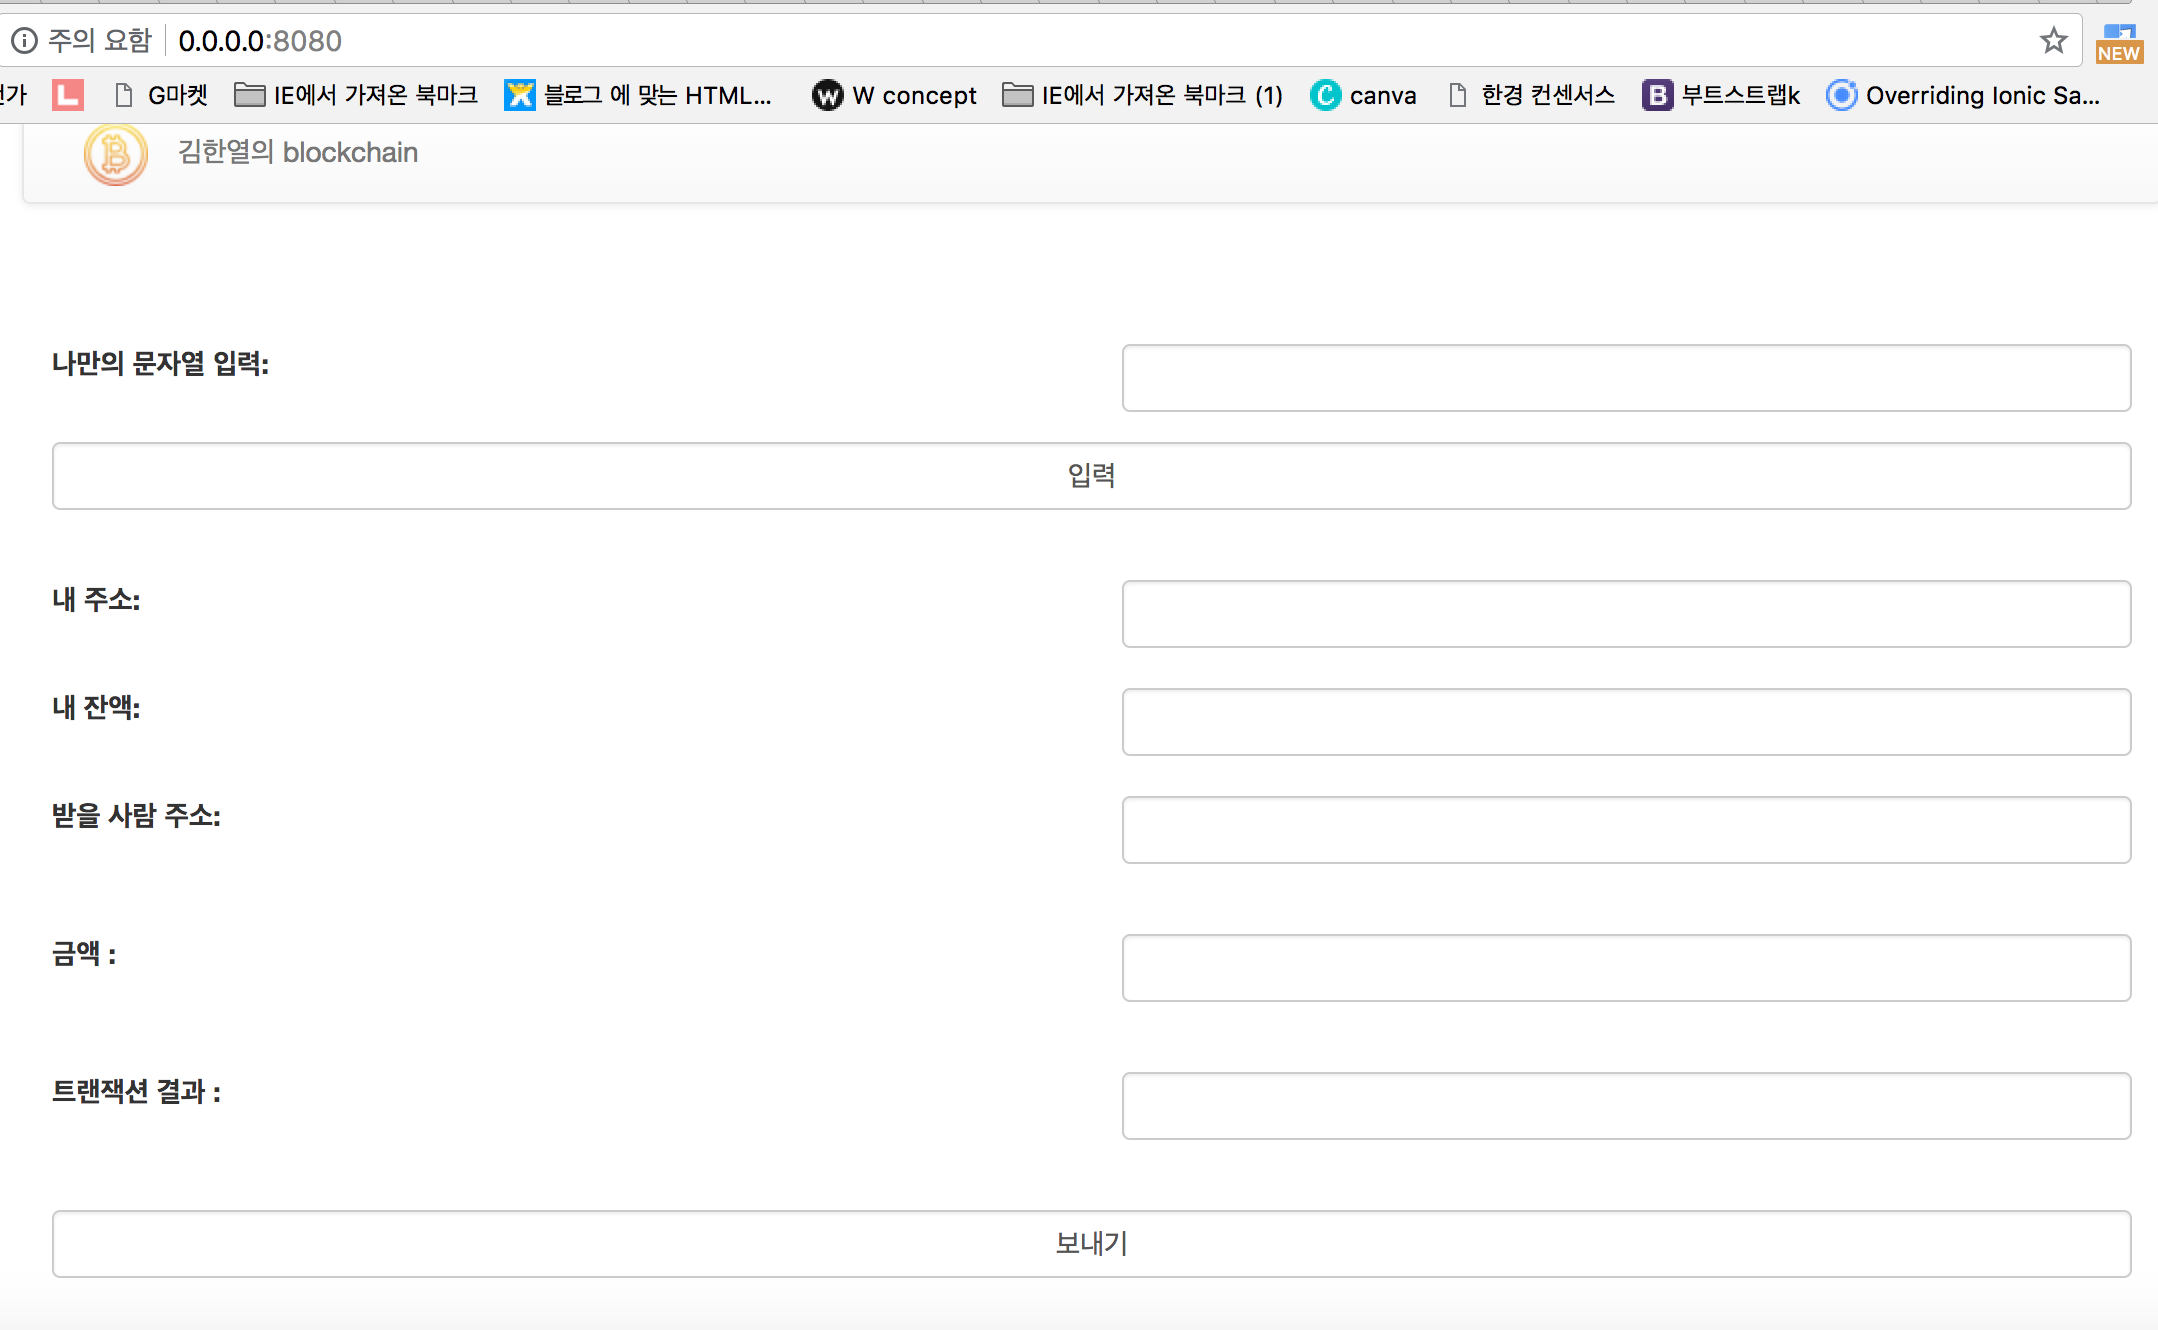 주의 요함 0.0.0.0:8080
NEW
G마켓 IE에서 가져온 북마크 블로그 에 맞는 HTML... W concept IE에서 가져온 북마크 (1) canva 한경 컨센서스 부트스트랩k Overriding Ionic Sa...
김한열의 blockchain
나만의 문자열 입력:
입력
내 주소:
내 잔액:
받을 사람 주소:
금액 :
트랜잭션 결과 :
보내기